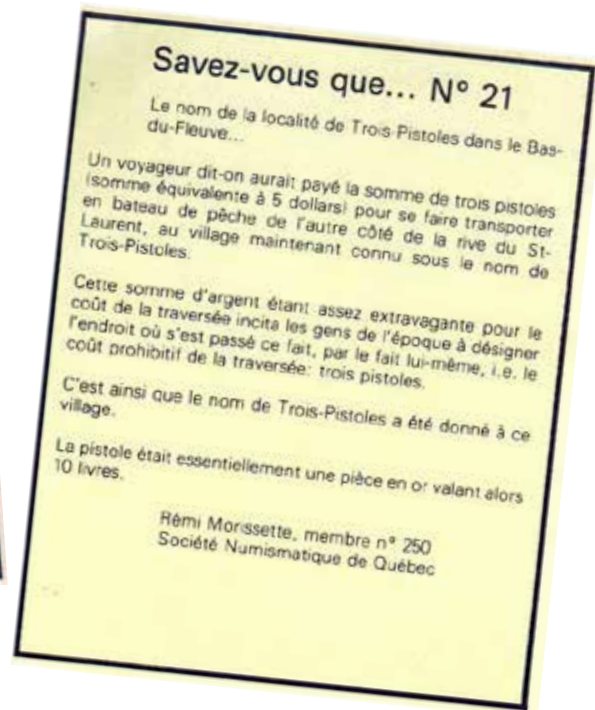 Savez-vous que... N° 21
Le nom de la localité de Trois-Pistoles dans le Bas-
du-Fleuve...
Un voyageur dit-on aurait payé la somme de trois pistoles
(somme équivalente à 5 dollars) pour se faire transporter
en bateau de pêche de l'autre côté de la rive du St-
Laurent, au village maintenant connu sous le nom de
Trois-Pistoles.
Cette somme d'argent étant assez extravagante pour le
coût de la traversée incita les gens de l'époque à désigner
l'endroit où s'est passé ce fait, par le fait lui-même, i.e. le
coût prohibitif de la traversée: trois pistoles.
C'est ainsi que le nom de Trois-Pistoles a été donné à ce
village.
La pistole était essentiellement une pièce en or valant alors
10 livres.
Rémi Morissette, membre n° 250
Société Numismatique de Québec